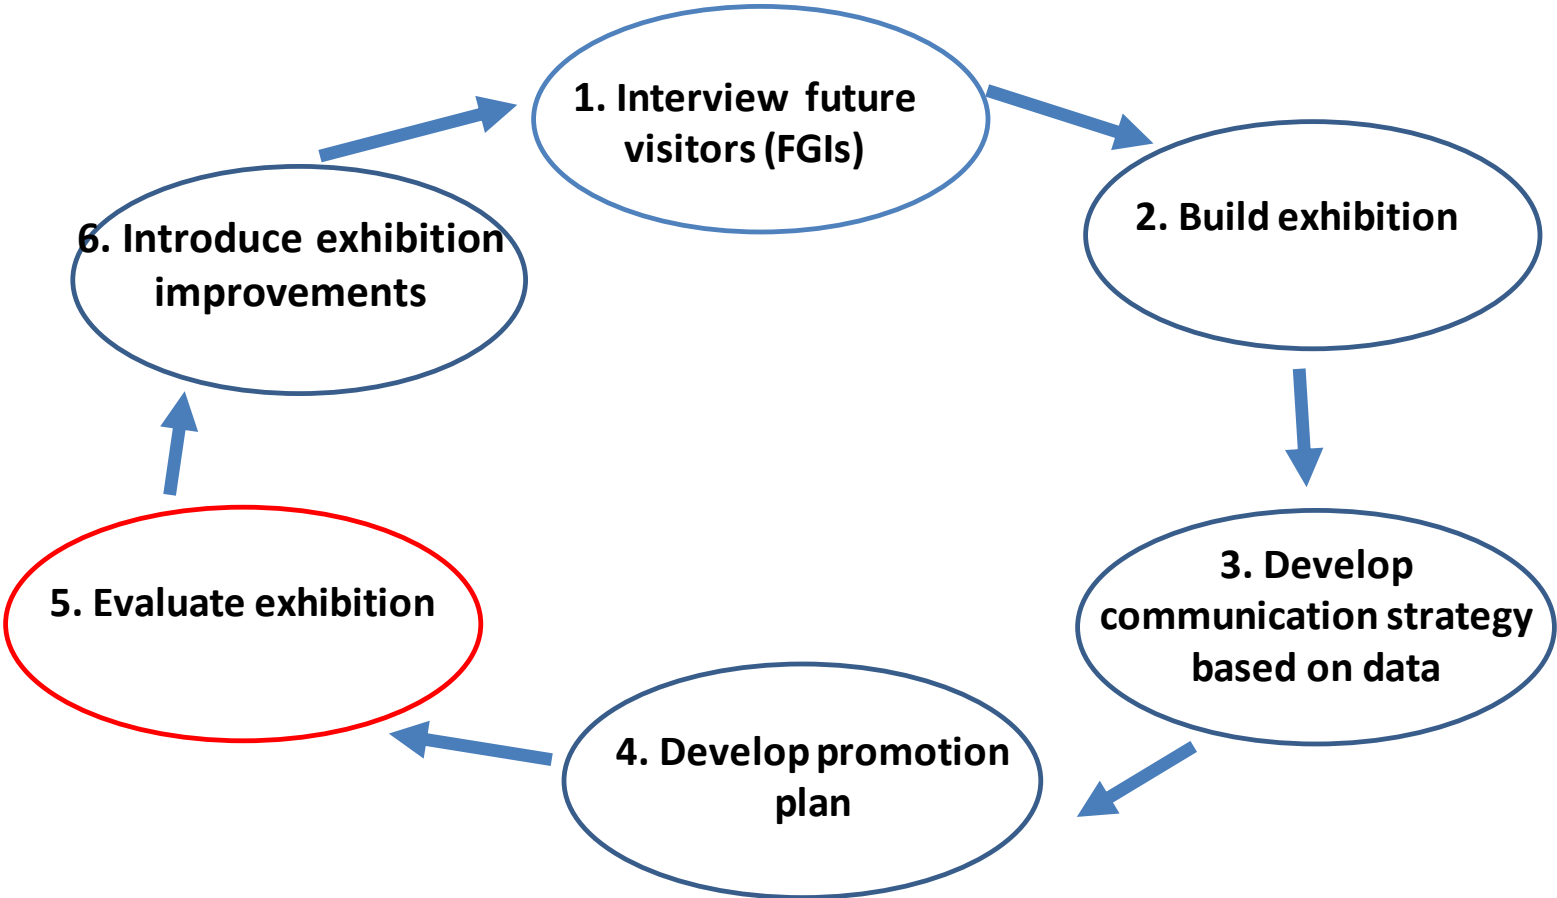 1. Interview future
visitors (FGIs)
2. Build exhibition
3. Develop
communication strategy
based on data
4. Develop promotion
plan
5. Evaluate exhibition
6. Introduce exhibition
improvements